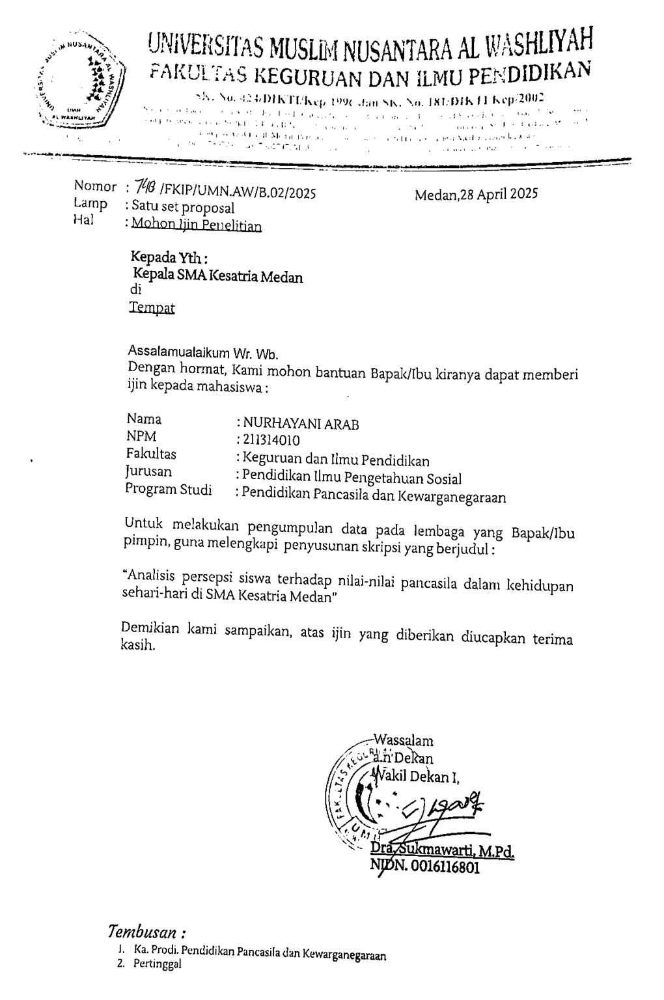 UNIVERSITAS MUSLIM NUSANTARA AL WASHLIYAH
FAKULTAS KEGURUAN DAN ILMU PENDIDIKAN
SK. No. 424/DIKTI/Kep/1996 dan SK. No. 181/DIKTI/Kep/2002
UNIVERSITAS MUSLIM NUSANTARA AL WASHLIYAH
UMN
AL WASHLIYAH
Nomor : /FKIP/UMN.AW/B.02/2025
Medan,28 April 2025
Lamp : Satu set proposal
Hal : Mohon Ijin Penelitian
Kepada Yth :
Kepala SMA Kesatria Medan
di
Tempat
Assalamualaikum Wr. Wb.
Dengan hormat, Kami mohon bantuan Bapak/Ibu kiranya dapat memberi
ijin kepada mahasiswa :
Nama : NURHAYANI ARAB
NPM : 211314010
Fakultas : Keguruan dan Ilmu Pendidikan
Jurusan : Pendidikan Ilmu Pengetahuan Sosial
Program Studi : Pendidikan Pancasila dan Kewarganegaraan
Untuk melakukan pengumpulan data pada lembaga yang Bapak/Ibu
pimpin, guna melengkapi penyusunan skripsi yang berjudul :
"Analisis persepsi siswa terhadap nilai-nilai pancasila dalam kehidupan
sehari-hari di SMA Kesatria Medan"
Demikian kami sampaikan, atas ijin yang diberikan diucapkan terima
kasih.
Wassalam
a.n Dekan
Wakil Dekan I,
FAKULTAS KEGURUAN
UMN
Dra. Sukmawarti, M.Pd.
NIDN. 0016116801
Tembusan :
1. Ka. Prodi. Pendidikan Pancasila dan Kewarganegaraan
2. Pertinggal